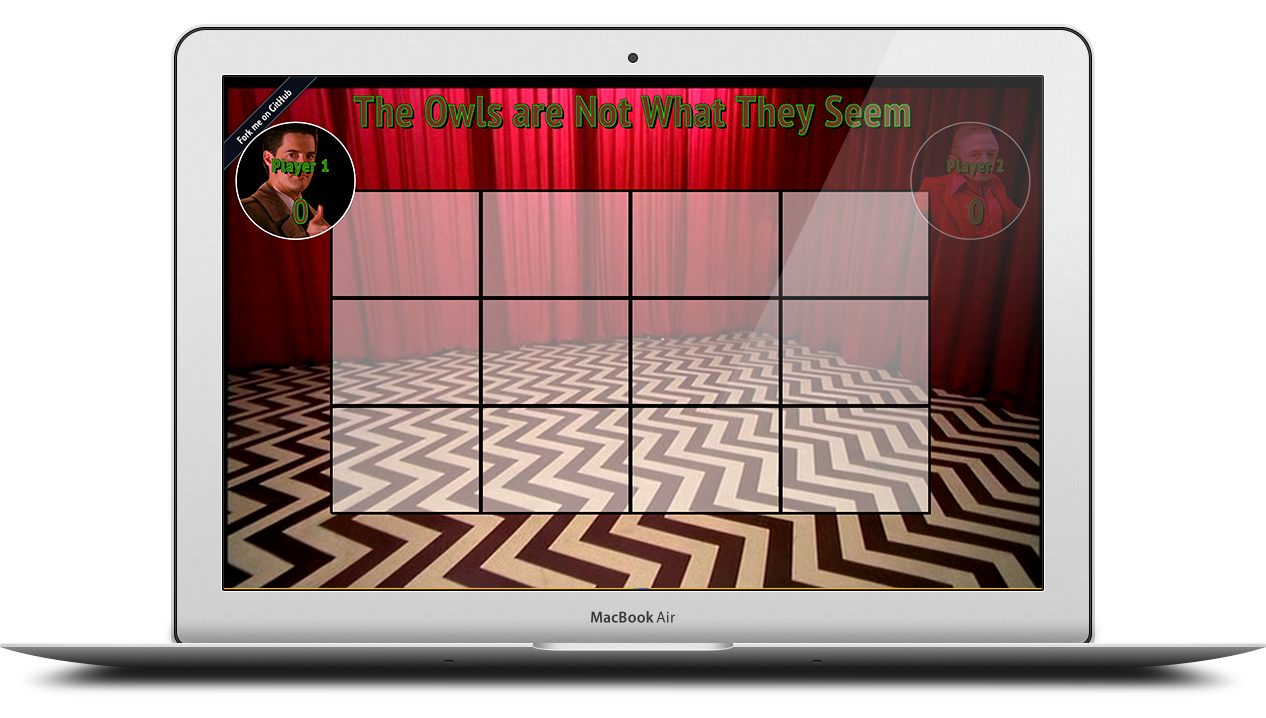 Fork me on GitHub
The Owls are Not What They Seem
Player 1
0
Player 2
0
MacBook Air